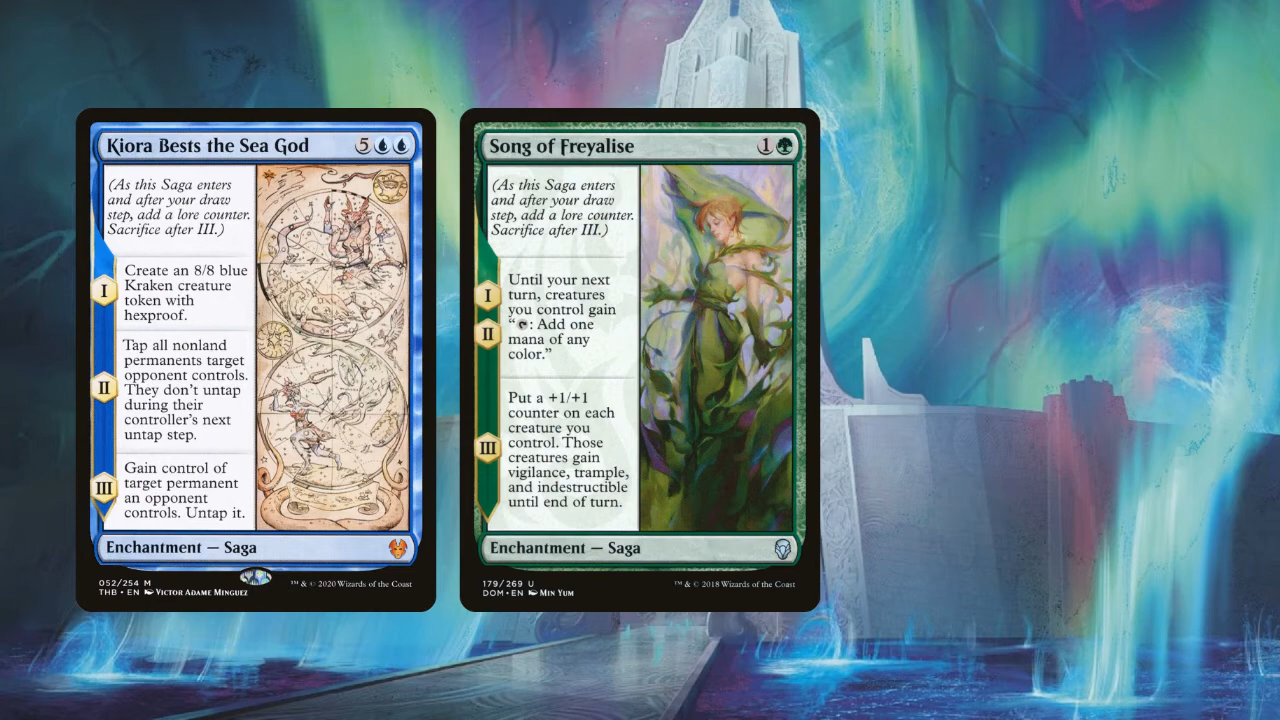 Kiora Bests the Sea God 5
(As this Saga enters
and after your draw
step, add a lore counter.
Sacrifice after III.)
I
Create an 8/8 blue
Kraken creature
token with
hexproof.
II
Tap all nonland
permanents target
opponent controls.
They don't untap
during their
controller's next
untap step.
III
Gain control of
target permanent
an opponent
controls. Untap it.
Enchantment — Saga
052/254 M
THB • EN Victor Adame Minguez
™ & © 2020 Wizards of the Coast
Song of Freyalise 1
(As this Saga enters
and after your draw
step, add a lore counter.
Sacrifice after III.)
I
II
Until your next
turn, creatures
you control gain
“: Add one
mana of any
color.”
III
Put a +1/+1
counter on each
creature you
control. Those
creatures gain
vigilance, trample,
and indestructible
until end of turn.
Enchantment — Saga
179/269 U
DOM • EN Min Yum
™ & © 2018 Wizards of the Coast